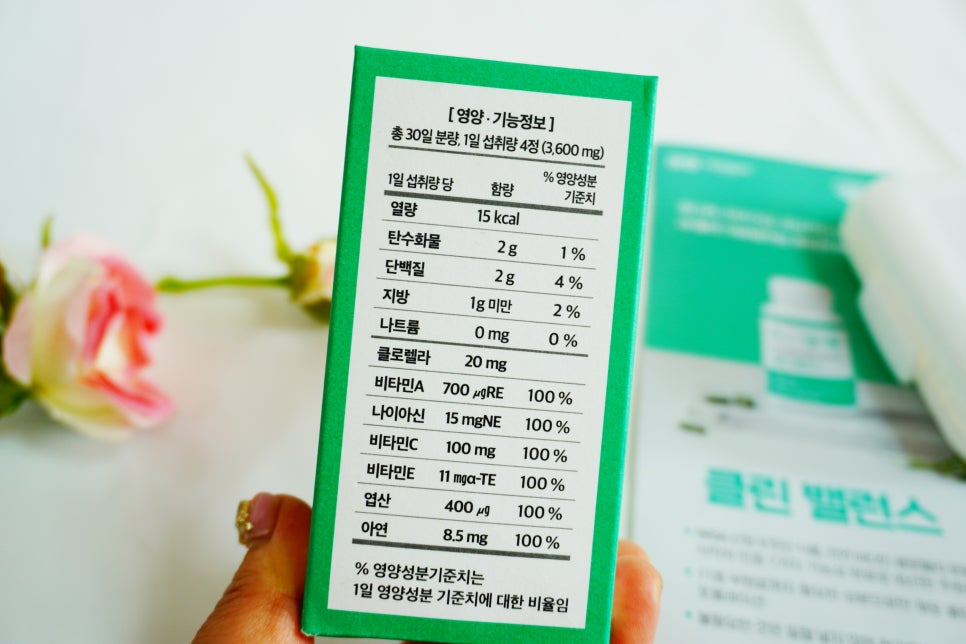 [ 영양 · 기능정보 ]
총 30일 분량, 1일 섭취량 4정 (3,600 mg)
1일 섭취량 당 함량 % 영양성분 기준치
열량 15 kcal
탄수화물 2 g 1 %
단백질 2 g 4 %
지방 1g 미만 2 %
나트륨 0 mg 0 %
클로렐라 20 mg
비타민A 700 ㎍RE 100 %
나이아신 15 mgNE 100 %
비타민C 100 mg 100 %
비타민E 11 ㎎α-TE 100 %
엽산 400 ㎍ 100 %
아연 8.5 mg 100 %
% 영양성분기준치는
1일 영양성분 기준치에 대한 비율임
클린 밸런스